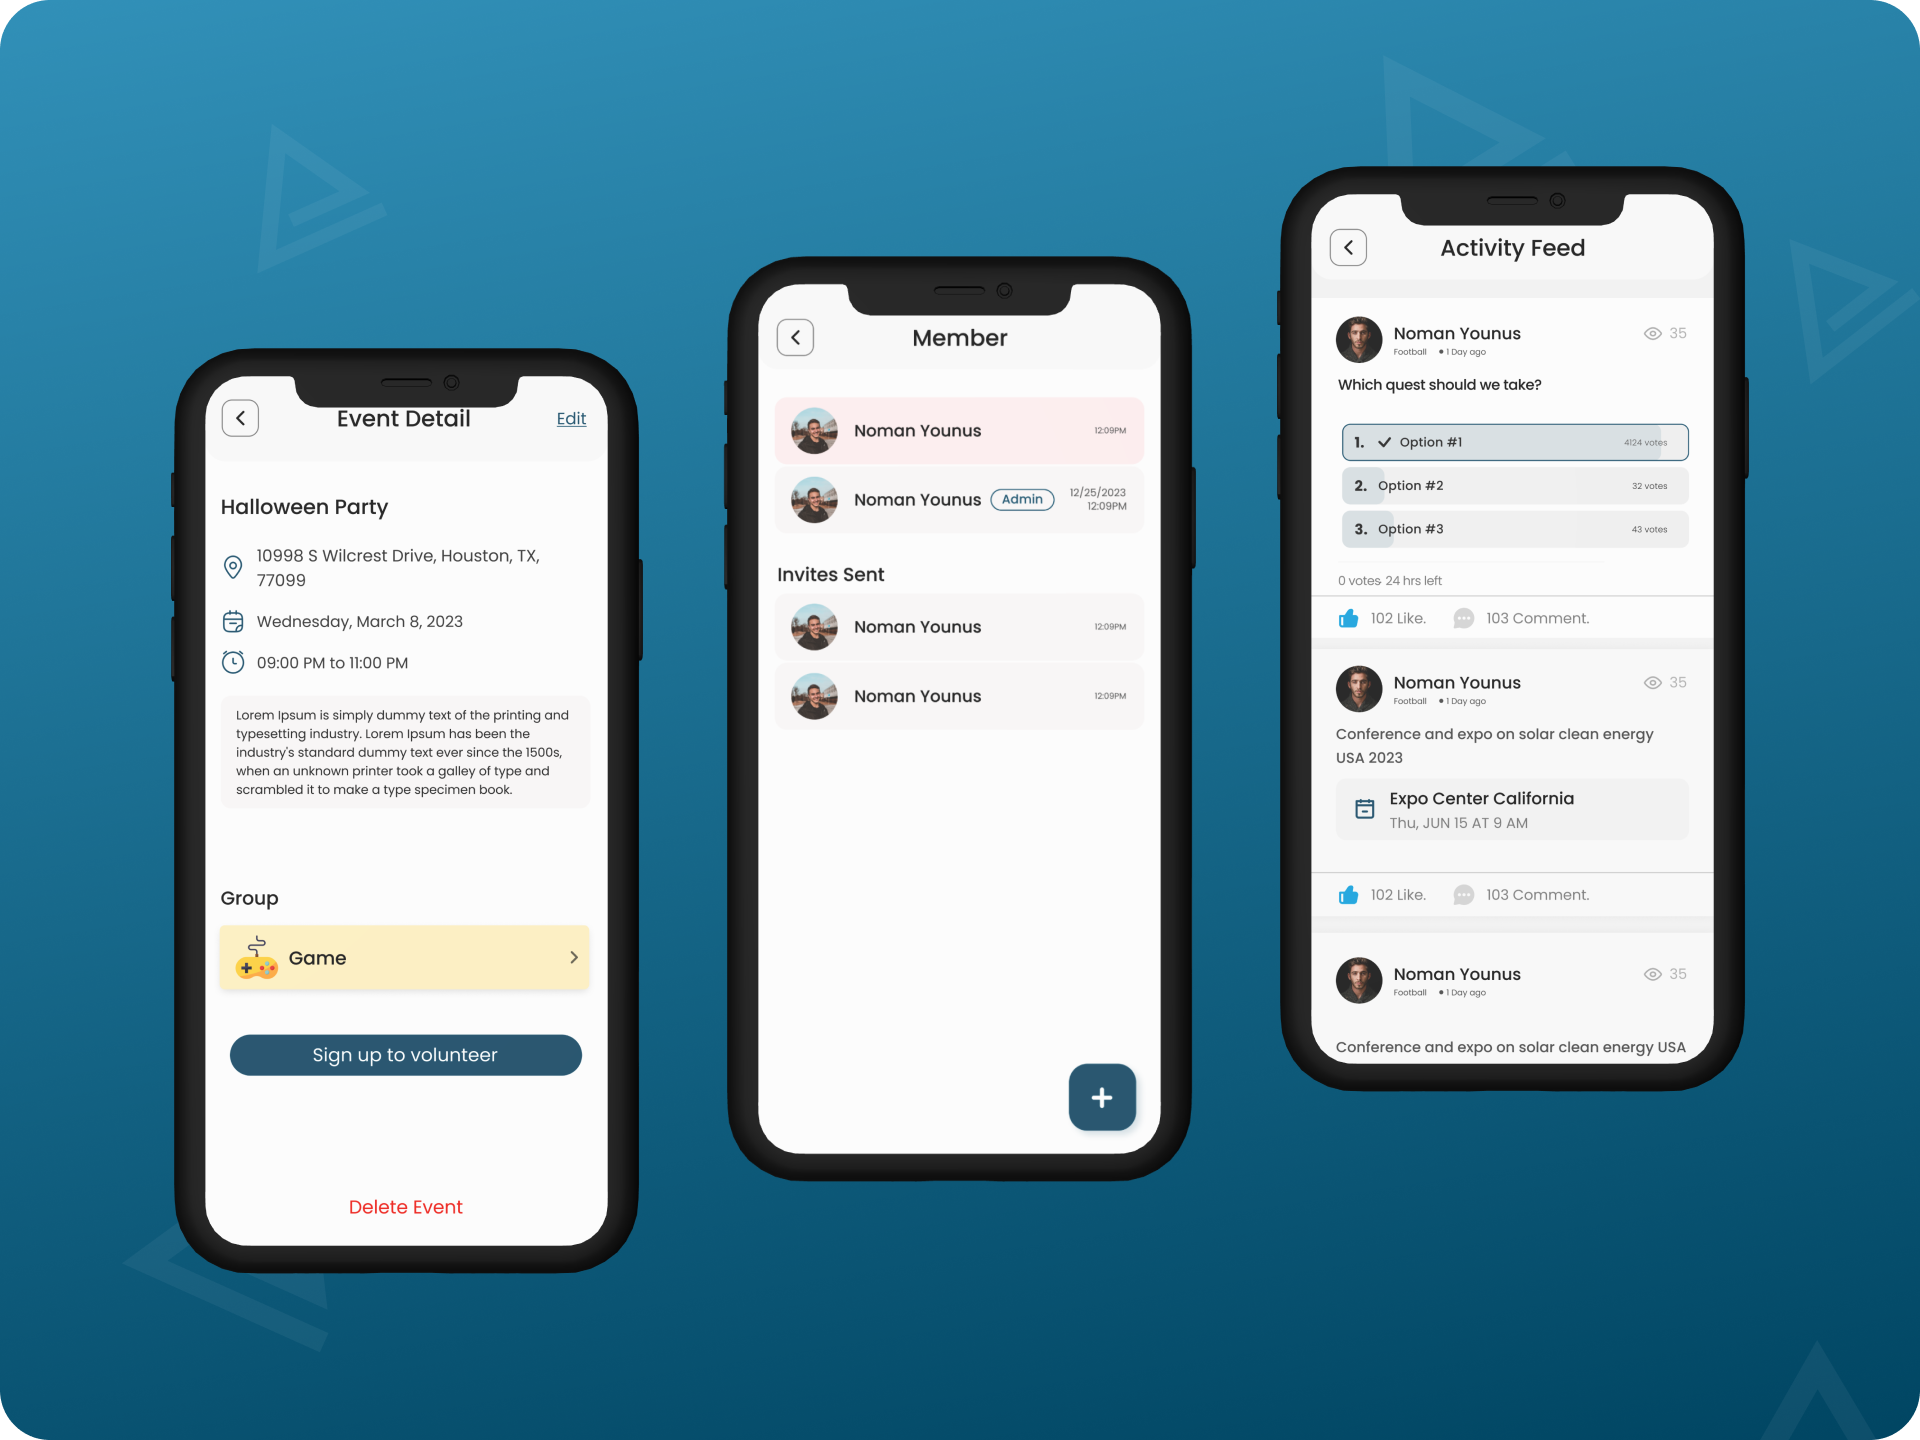 Event Detail
Edit
Halloween Party
10998 S Wilcrest Drive, Houston, TX,
77099
Wednesday, March 8, 2023
09:00 PM to 11:00 PM
Lorem Ipsum is simply dummy text of the printing and
typesetting industry. Lorem Ipsum has been the
industry's standard dummy text ever since the 1500s,
when an unknown printer took a galley of type and
scrambled it to make a type specimen book.
Group
Game
Sign up to volunteer
Delete Event
Member
Noman Younus 12:09PM
Noman Younus Admin 12/25/2023
12:09PM
Invites Sent
Noman Younus 12:09PM
Noman Younus 12:09PM
Activity Feed
Noman Younus 35
Football • 1 Day ago
Which quest should we take?
1. Option #1 4124 votes
2. Option #2 32 votes
3. Option #3 43 votes
0 votes 24 hrs left
102 Like. 103 Comment.
Noman Younus 35
Football • 1 Day ago
Conference and expo on solar clean energy
USA 2023
Expo Center California
Thu, JUN 15 AT 9 AM
102 Like. 103 Comment.
Noman Younus 35
Football • 1 Day ago
Conference and expo on solar clean energy USA